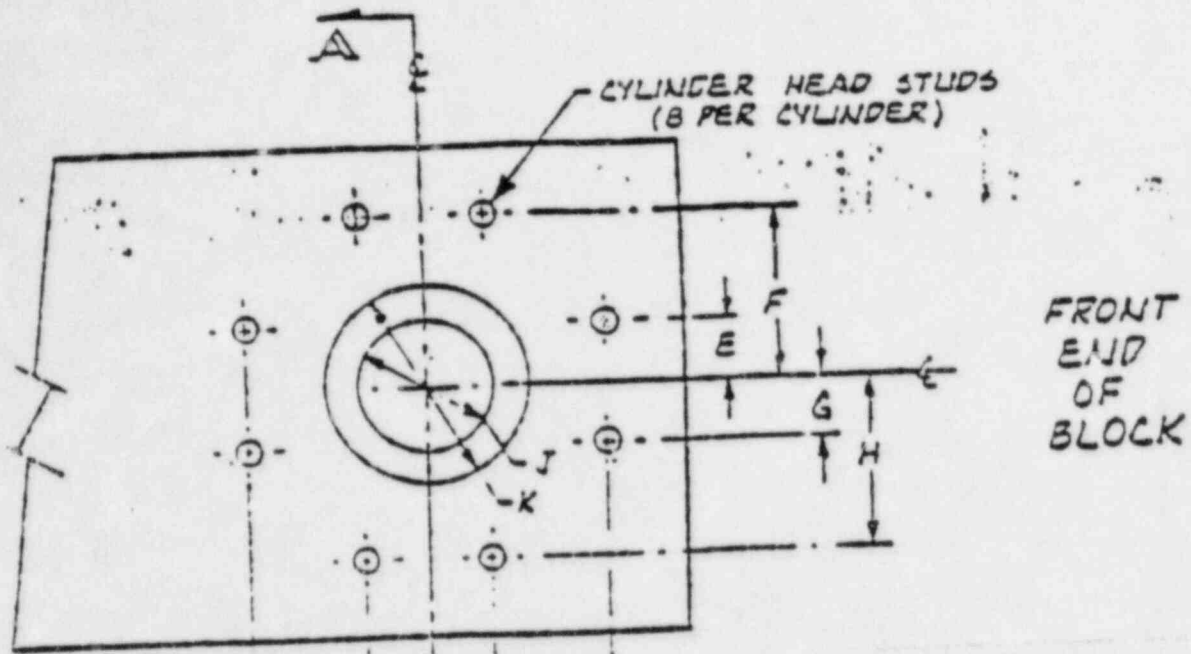 A
℄
CYLINDER HEAD STUDS
(8 PER CYLINDER)
F
E
℄
G
H
J
K
FRONT
END
OF
BLOCK